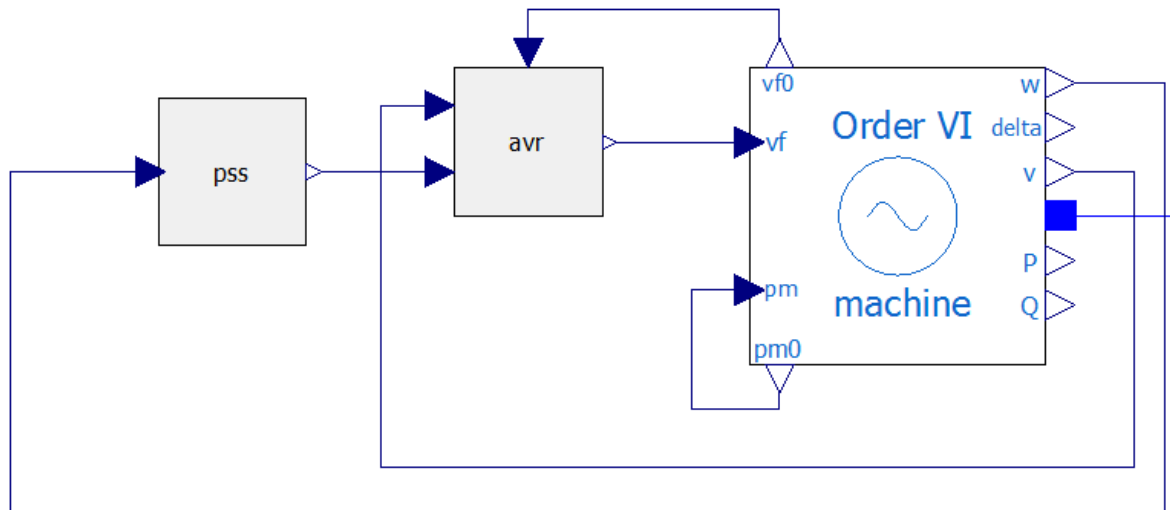 pss
avr
vf0
vf
Order VI
machine
pm
pm0
w
delta
v
P
Q